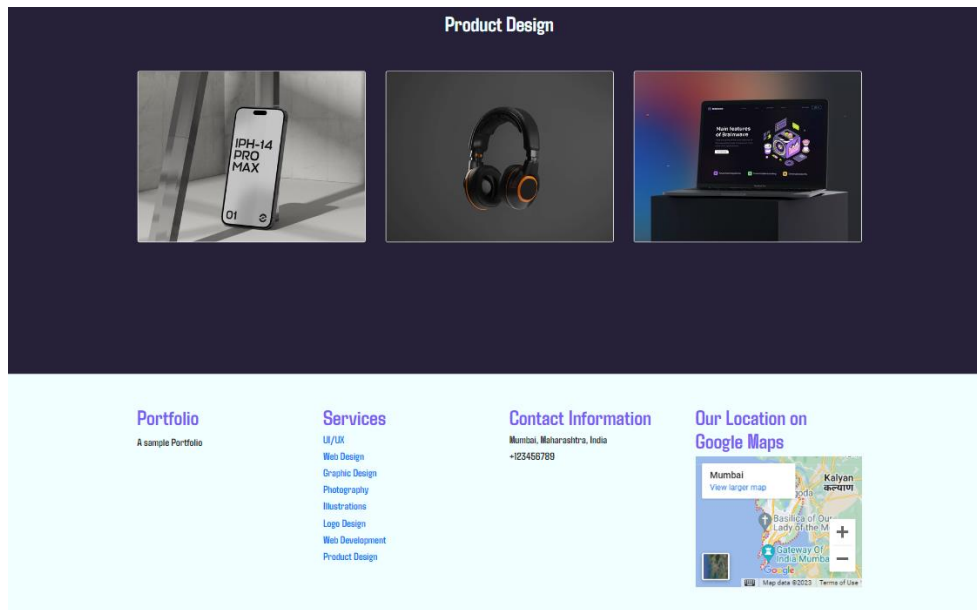 Product Design
IPH-14
PRO
MAX
01
Main features
of Brainwave
Portfolio
A sample Portfolio
Services
UI/UX
Web Design
Graphic Design
Photography
Illustrations
Logo Design
Web Development
Product Design
Contact Information
Mumbai, Maharashtra, India
+123456789
Our Location on
Google Maps
Mumbai
View larger map
Kalyan
कल्याण
Basilica of Our
Lady of the M
Gateway Of
India Mumba
Google
Map data ©2023
Terms of Use